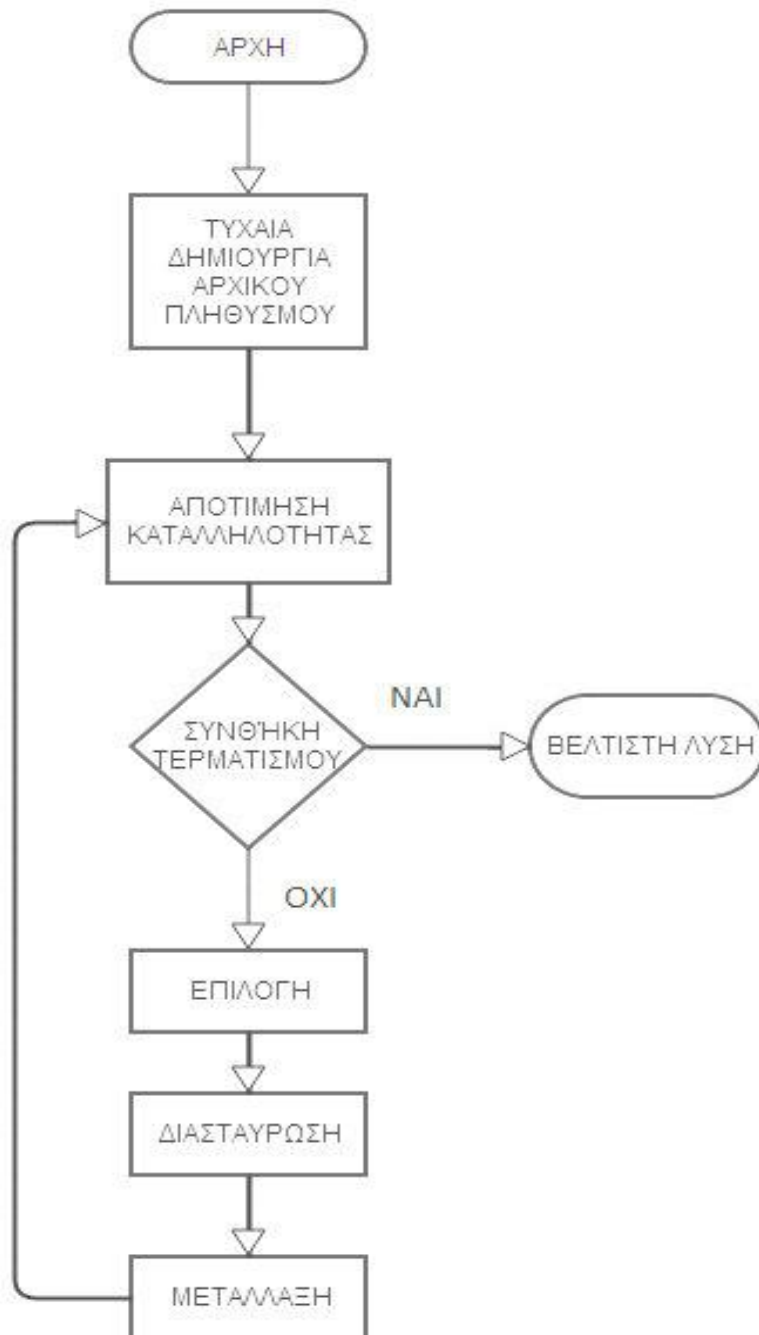 ΑΡΧΗ
ΤΥΧΑΙΑ
ΔΗΜΙΟΥΡΓΙΑ
ΑΡΧΙΚΟΥ
ΠΛΗΘΥΣΜΟΥ
ΑΠΟΤΙΜΗΣΗ
ΚΑΤΑΛΛΗΛΟΤΗΤΑΣ
ΣΥΝΘΉΚΗ
ΤΕΡΜΑΤΙΣΜΟΥ
ΝΑΙ
ΒΕΛΤΙΣΤΗ ΛΥΣΗ
ΟΧΙ
ΕΠΙΛΟΓΗ
ΔΙΑΣΤΑΥΡΩΣΗ
ΜΕΤΑΛΛΑΞΗ